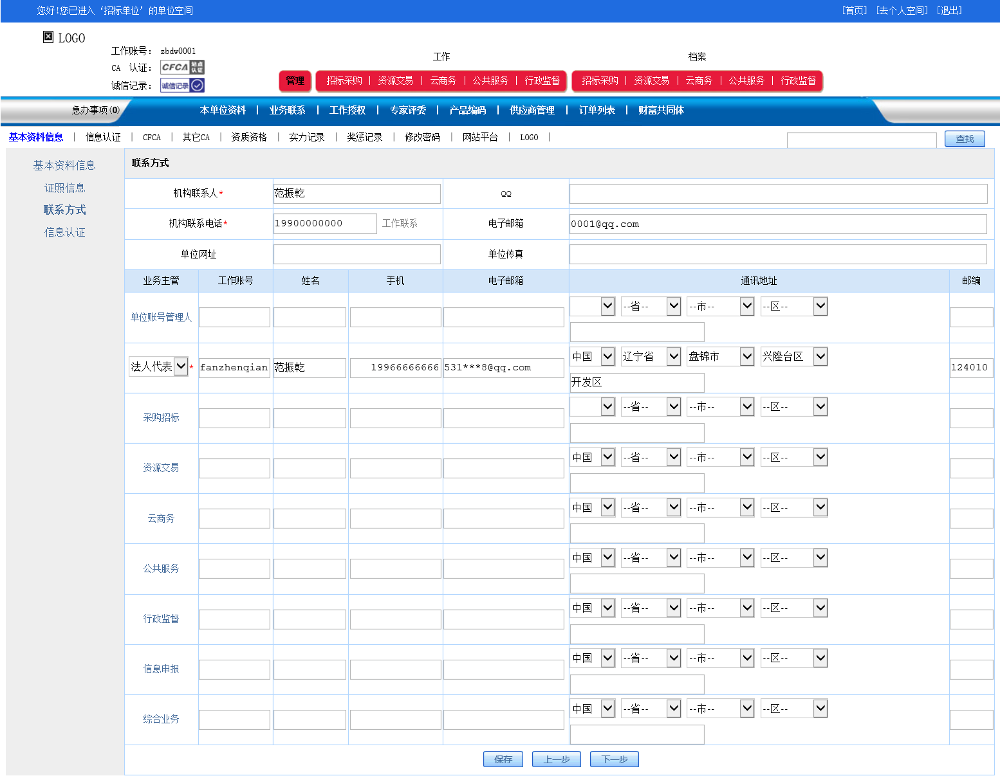 您好!您已进入‘招标单位’的单位空间 [首页] [去个人空间] [退出]
LOGO
工作账号： zbdw0001
CA 认证： CFCA 站点认证
诚信记录： 诚信记录
工作 档案
管理 招标采购 | 资源交易 | 云商务 | 公共服务 | 行政监督 招标采购 | 资源交易 | 云商务 | 公共服务 | 行政监督
急办事项(0) 本单位资料 | 业务联系 | 工作授权 | 专家评委 | 产品编码 | 供应商管理 | 订单列表 | 财富共同体
基本资料信息 | 信息认证 | CFCA | 其它CA | 资质资格 | 实力记录 | 奖惩记录 | 修改密码 | 网站平台 | LOGO | 查找
基本资料信息
证照信息
联系方式
信息认证
联系方式
机构联系人* 范振乾 QQ
机构联系电话* 19900000000 工作联系 电子邮箱 0001@qq.com
单位网址 单位传真
业务主管 工作账号 姓名 手机 电子邮箱 通讯地址 邮编
单位账号管理人 --省-- --市-- --区--
法人代表 * fanzhenqian 范振乾 19966666666 531***8@qq.com 中国 辽宁省 盘锦市 兴隆台区 124010
开发区
采购招标 --省-- --市-- --区--
资源交易 中国 --省-- --市-- --区--
云商务 中国 --省-- --市-- --区--
公共服务 中国 --省-- --市-- --区--
行政监督 中国 --省-- --市-- --区--
信息申报 中国 --省-- --市-- --区--
综合业务 中国 --省-- --市-- --区--
保存 上一步 下一步